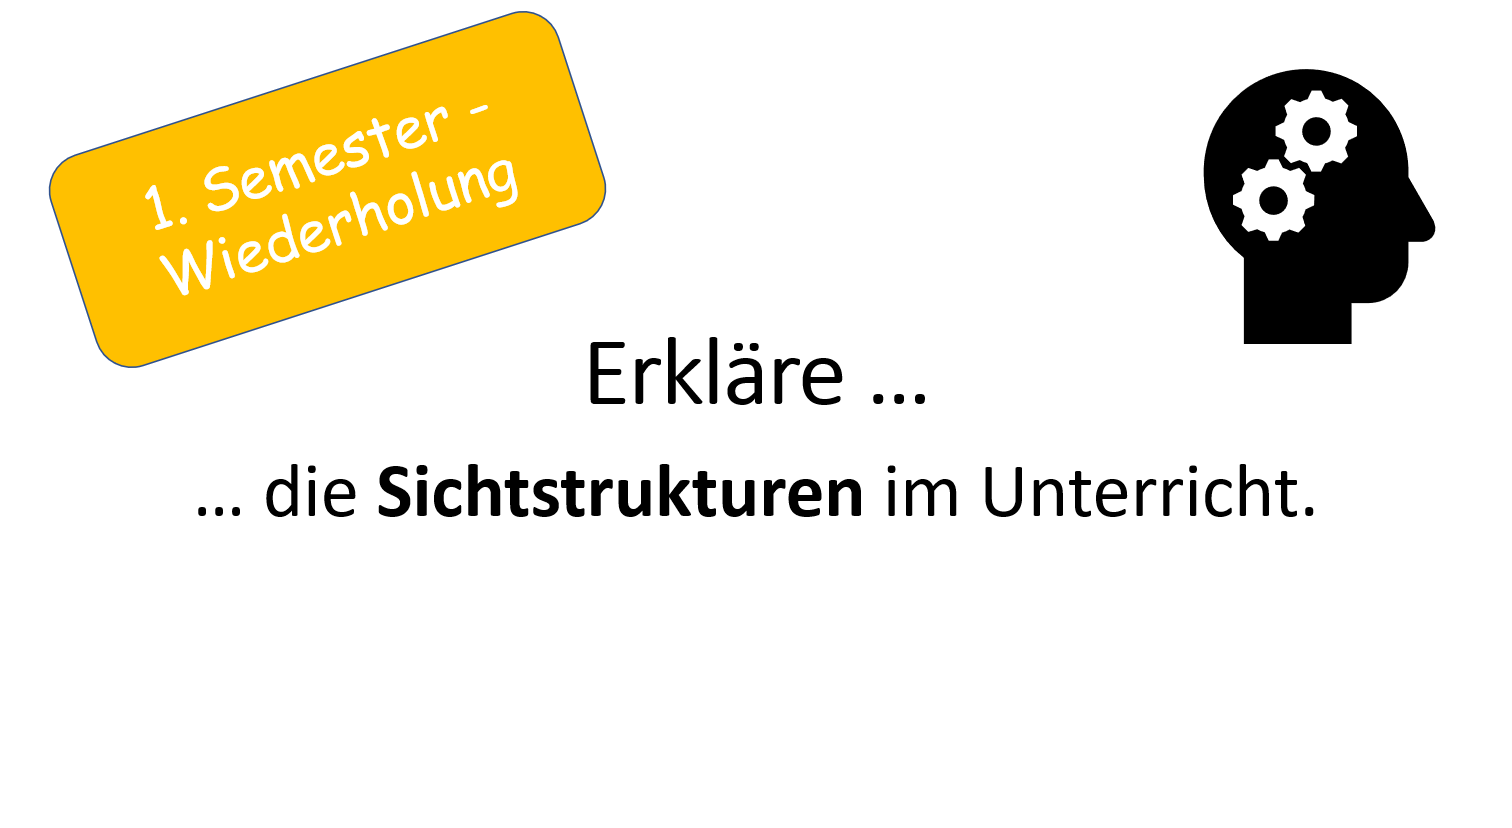 1. Semester -
Wiederholung
Erkläre …
… die Sichtstrukturen im Unterricht.